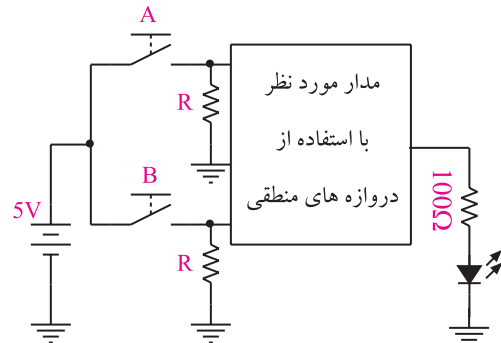 A
مدار مورد نظر
R
با استفاده از
B
دروازه های منطقی
100Ω
5V
R